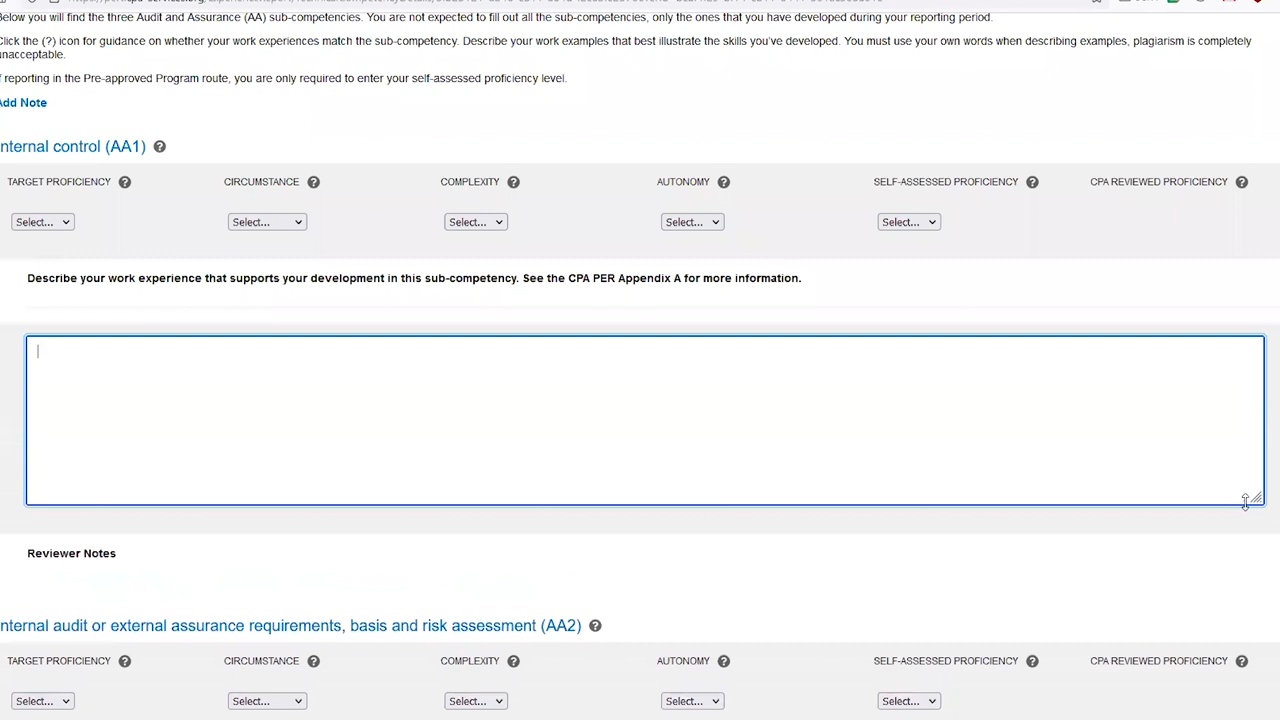 Below you will find the three Audit and Assurance (AA) sub-competencies. You are not expected to fill out all the sub-competencies, only the ones that you have developed during your reporting period.
Click the (?) icon for guidance on whether your work experiences match the sub-competency. Describe your work examples that best illustrate the skills you've developed. You must use your own words when describing examples, plagiarism is completely
unacceptable.
f reporting in the Pre-approved Program route, you are only required to enter your self-assessed proficiency level.
Add Note
nternal control (AA1) ?
TARGET PROFICIENCY ? CIRCUMSTANCE ? COMPLEXITY ? AUTONOMY ? SELF-ASSESSED PROFICIENCY ? CPA REVIEWED PROFICIENCY ?
Select... Select... Select... Select... Select...
Describe your work experience that supports your development in this sub-competency. See the CPA PER Appendix A for more information.
Reviewer Notes
nternal audit or external assurance requirements, basis and risk assessment (AA2) ?
TARGET PROFICIENCY ? CIRCUMSTANCE ? COMPLEXITY ? AUTONOMY ? SELF-ASSESSED PROFICIENCY ? CPA REVIEWED PROFICIENCY ?
Select... Select... Select... Select... Select...